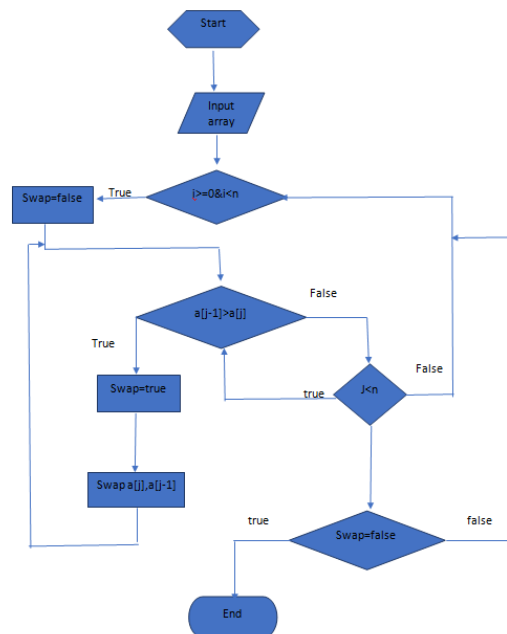 Start
Input
array
i>=0&i<n
True
Swap=false
a[j-1]>a[j]
False
True
Swap=true
true
J<n
False
Swap a[j],a[j-1]
true
Swap=false
false
End